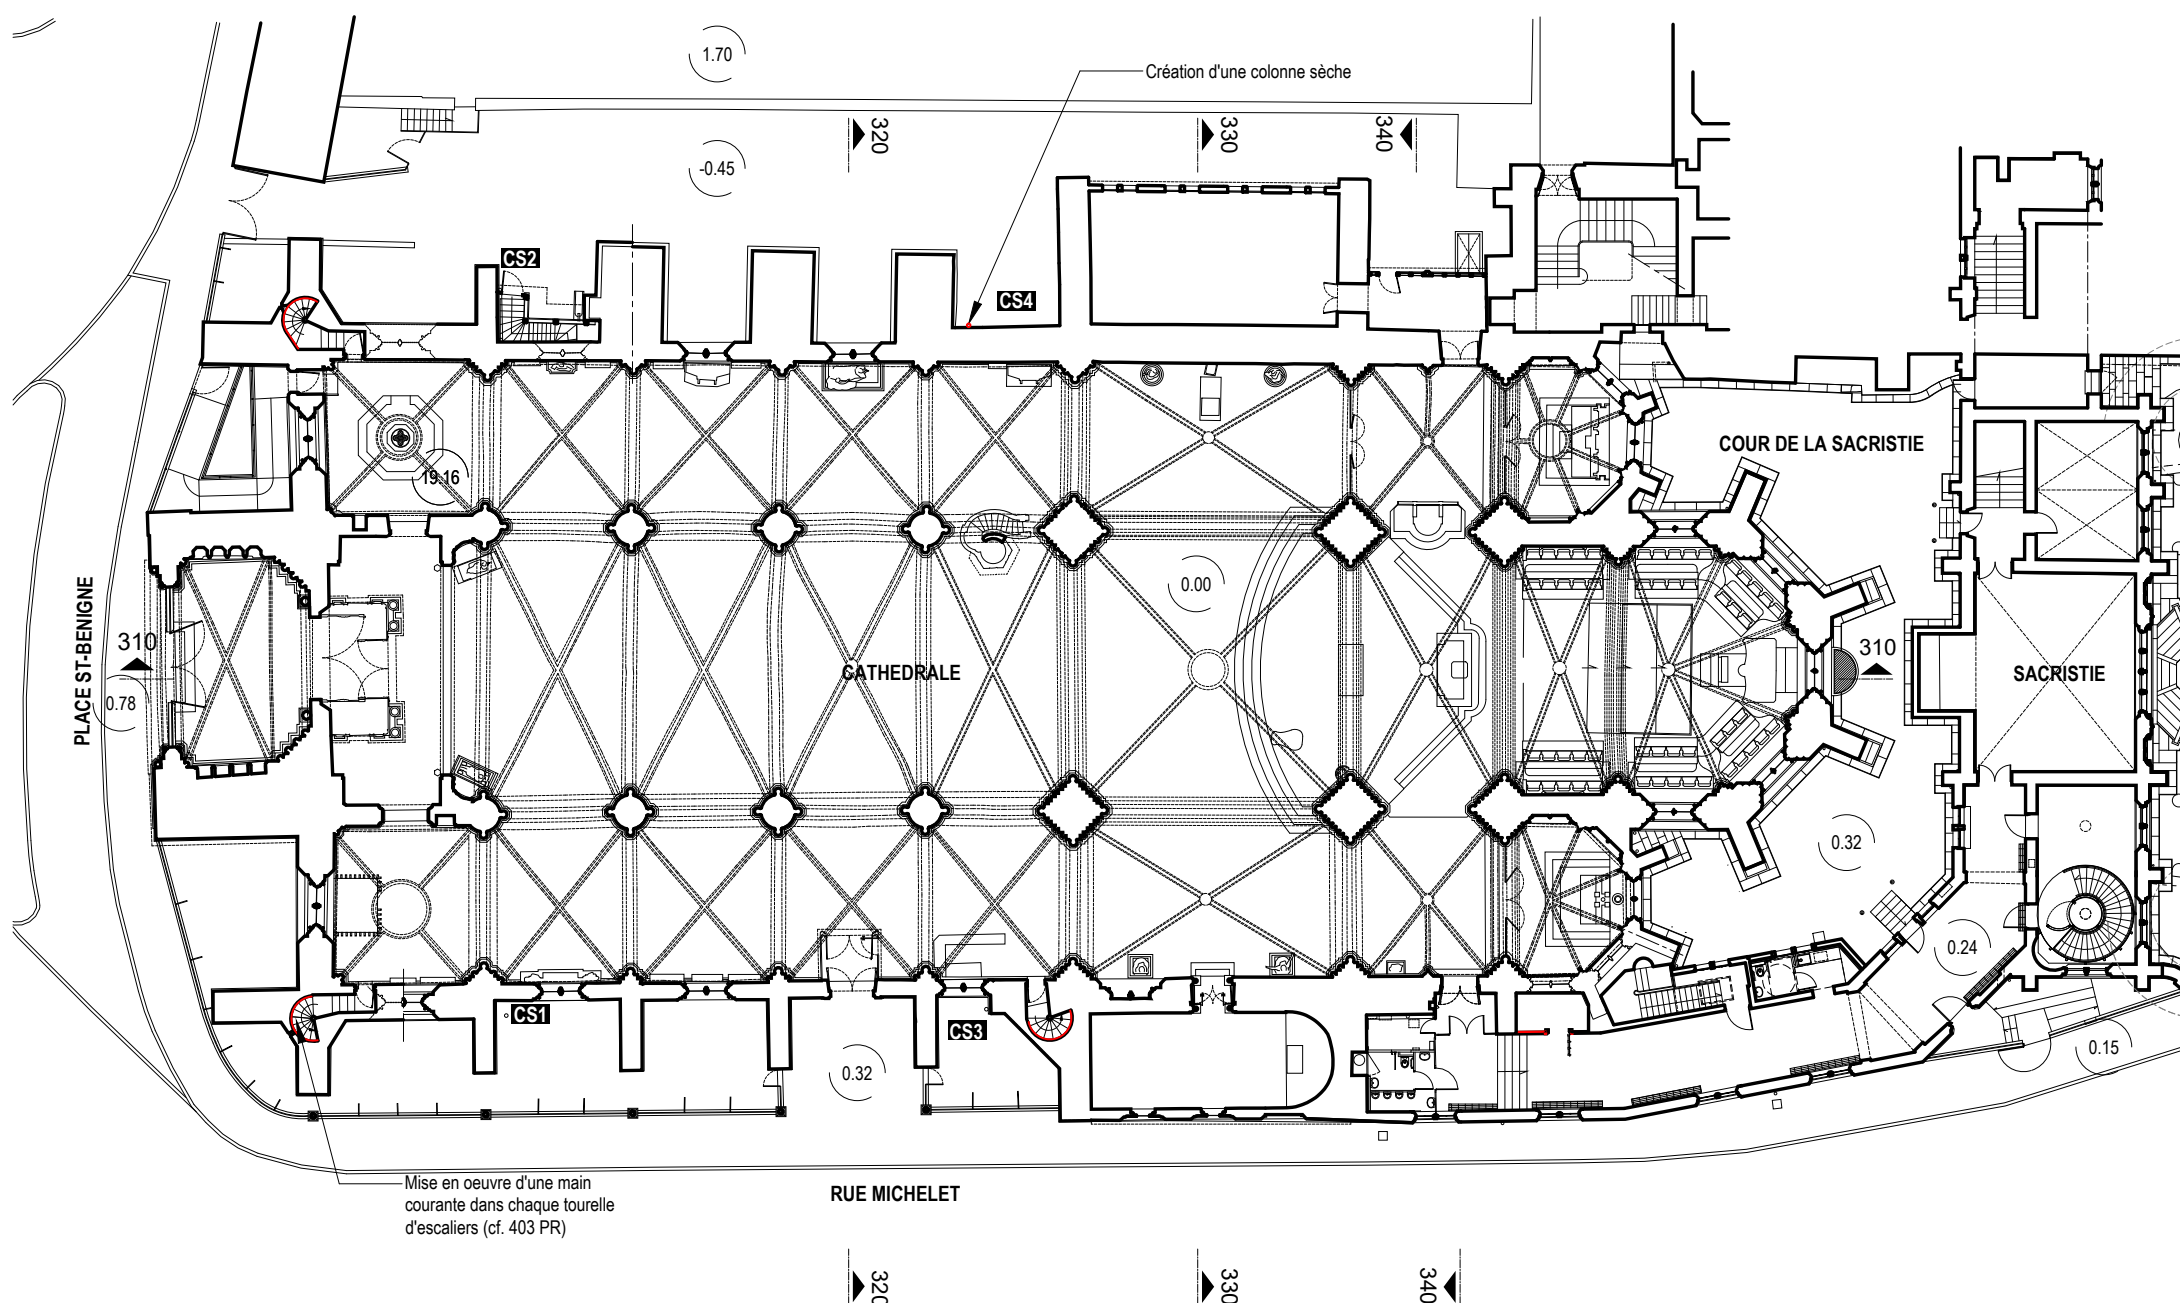 1.70
Création d'une colonne sèche
320
330
340
-0.45
CS2
CS4
COUR DE LA SACRISTIE
19.16
0.00
PLACE ST-BENIGNE
310
CATHEDRALE
310
SACRISTIE
0.78
0.32
0.24
CS1
CS3
0.32
0.15
Mise en oeuvre d'une main
courante dans chaque tourelle
d'escaliers (cf. 403 PR)
RUE MICHELET
320
330
340